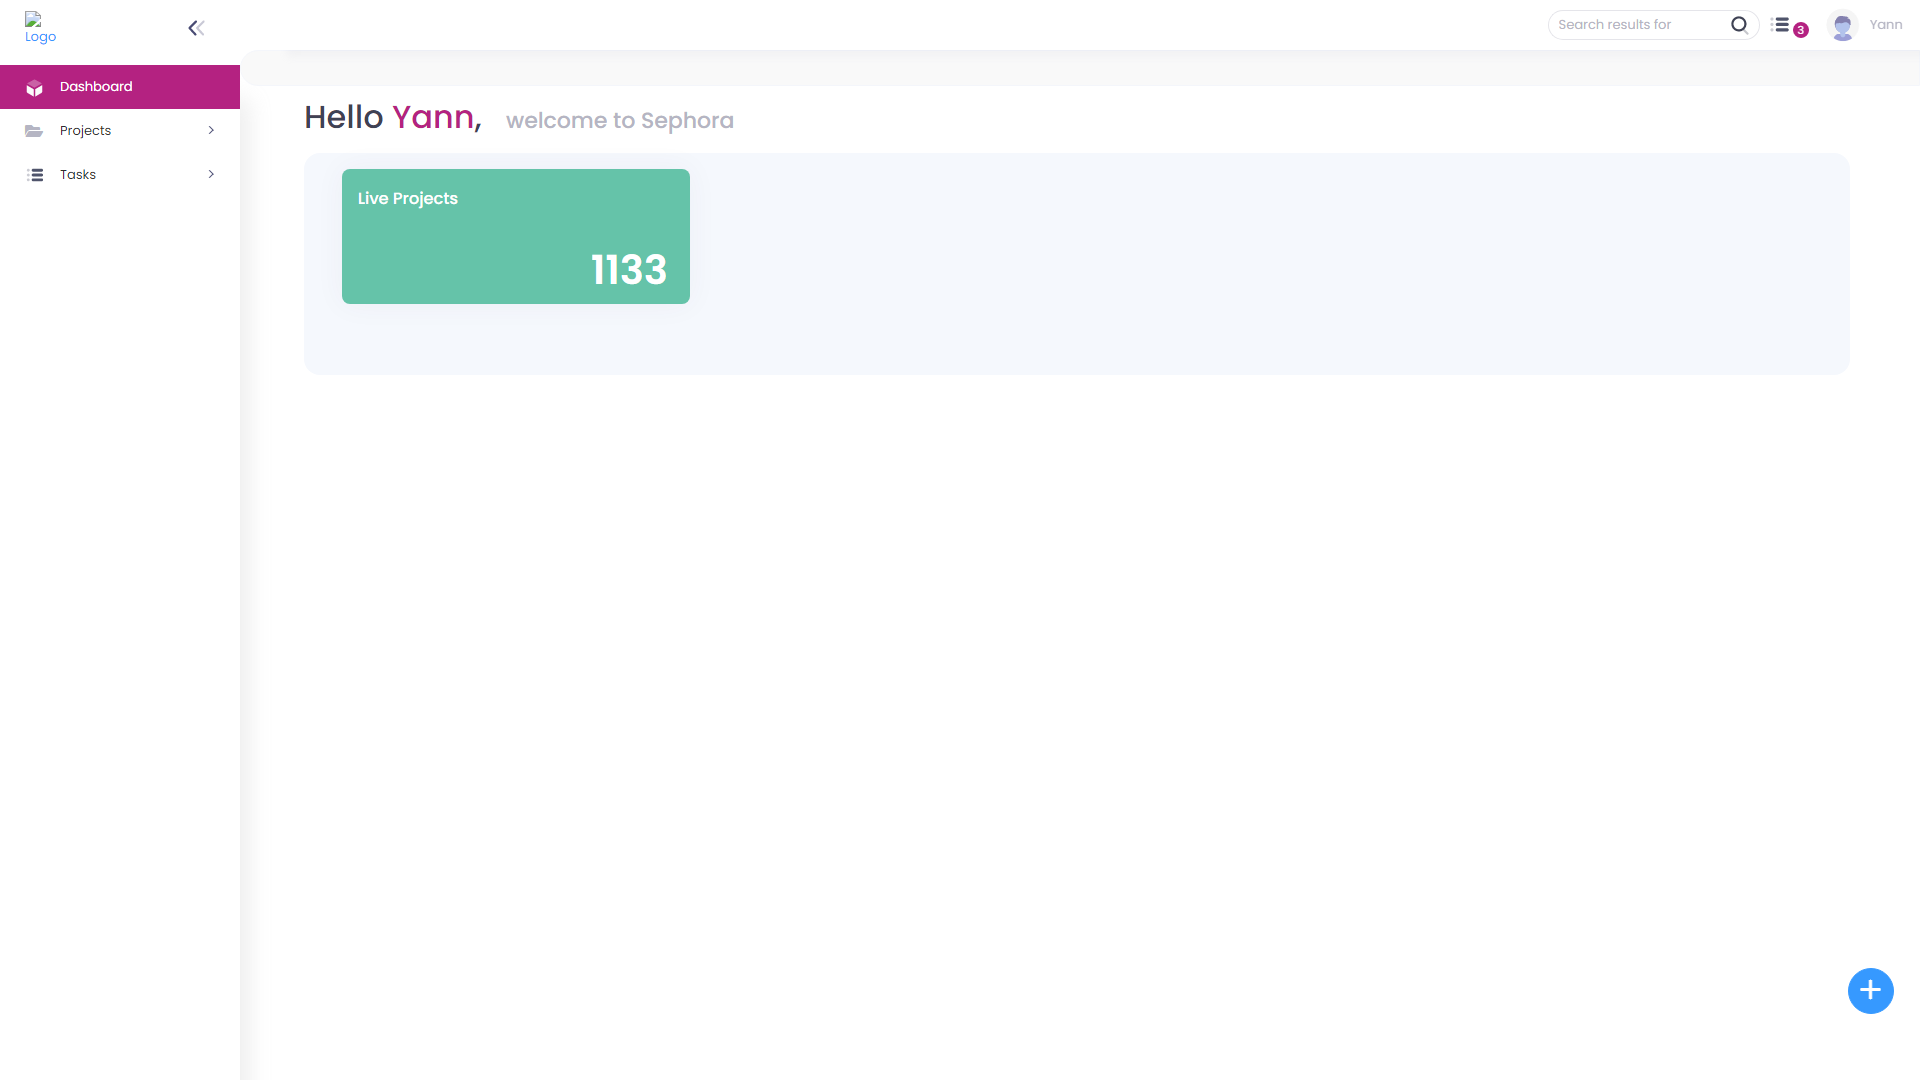 Logo
Search results for
3
Yann
Dashboard
Projects
Tasks
Hello Yann, welcome to Sephora
Live Projects
1133